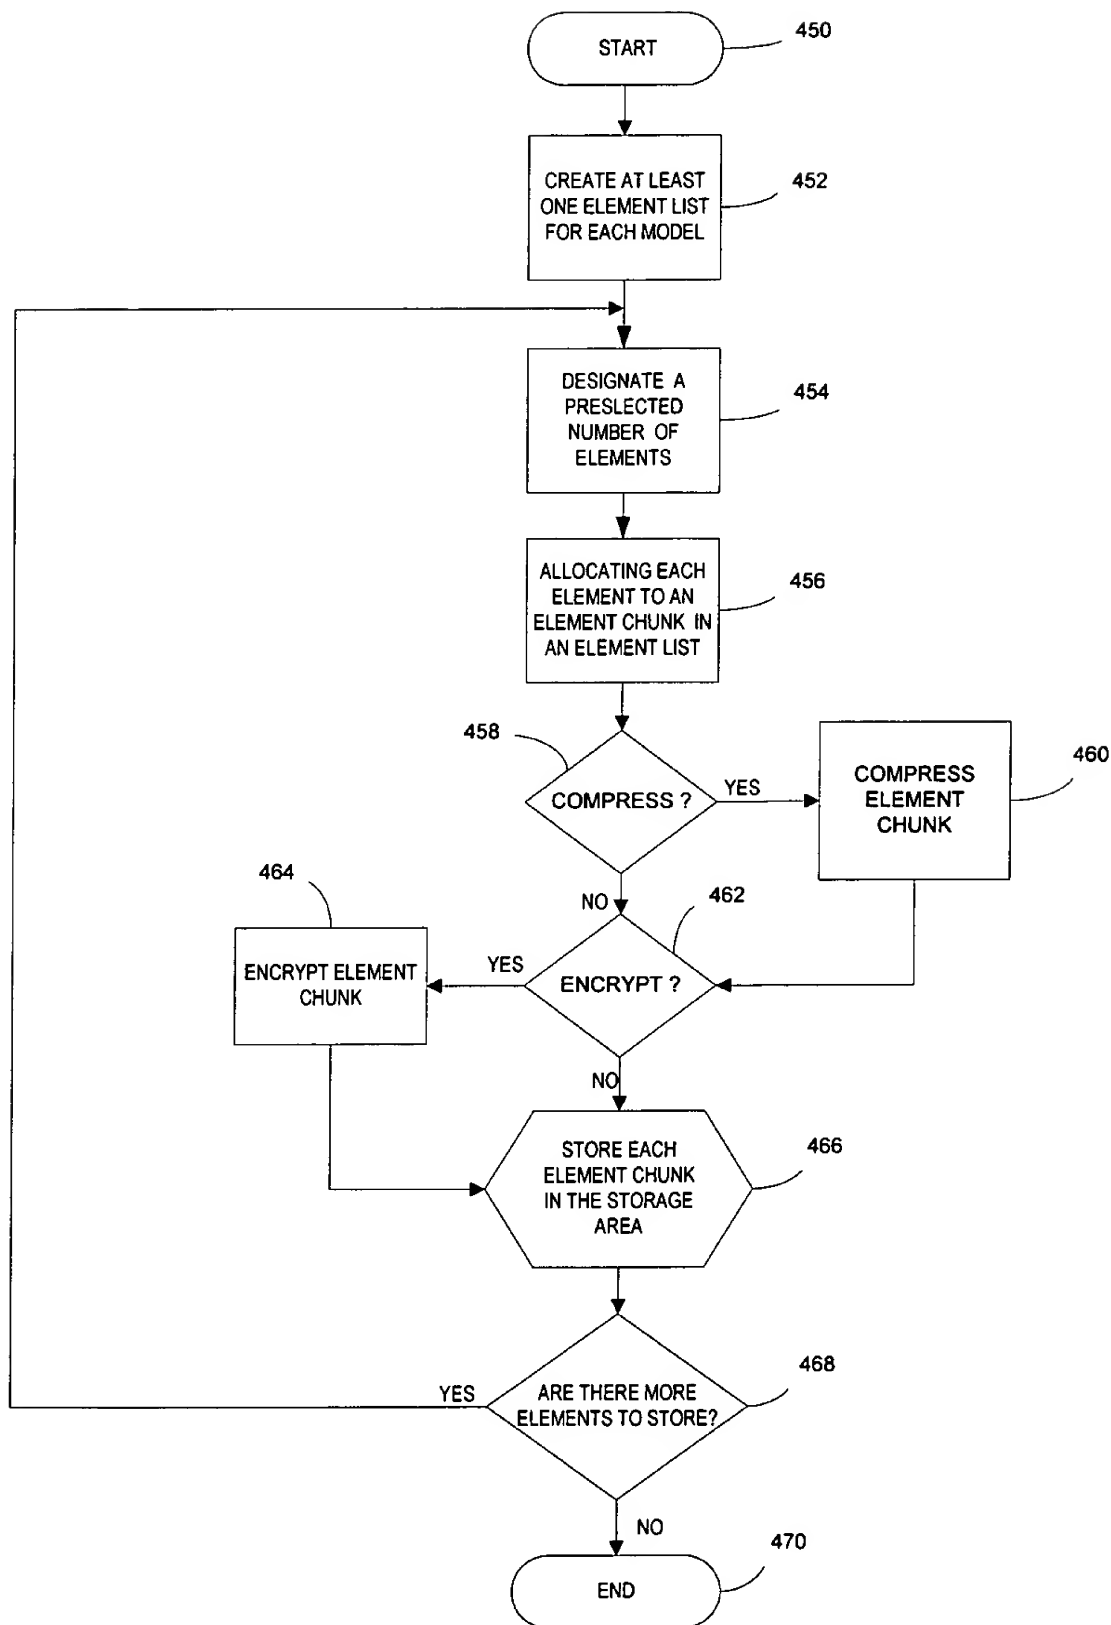 START
450
CREATE AT LEAST
ONE ELEMENT LIST
FOR EACH MODEL
452
DESIGNATE A
PRESLECTED
NUMBER OF
ELEMENTS
454
ALLOCATING EACH
ELEMENT TO AN
ELEMENT CHUNK IN
AN ELEMENT LIST
456
458
COMPRESS ?
YES
COMPRESS
ELEMENT
CHUNK
460
NO
464
462
ENCRYPT ELEMENT
CHUNK
YES
ENCRYPT ?
NO
STORE EACH
ELEMENT CHUNK
IN THE STORAGE
AREA
466
468
YES
ARE THERE MORE
ELEMENTS TO STORE?
NO
470
END